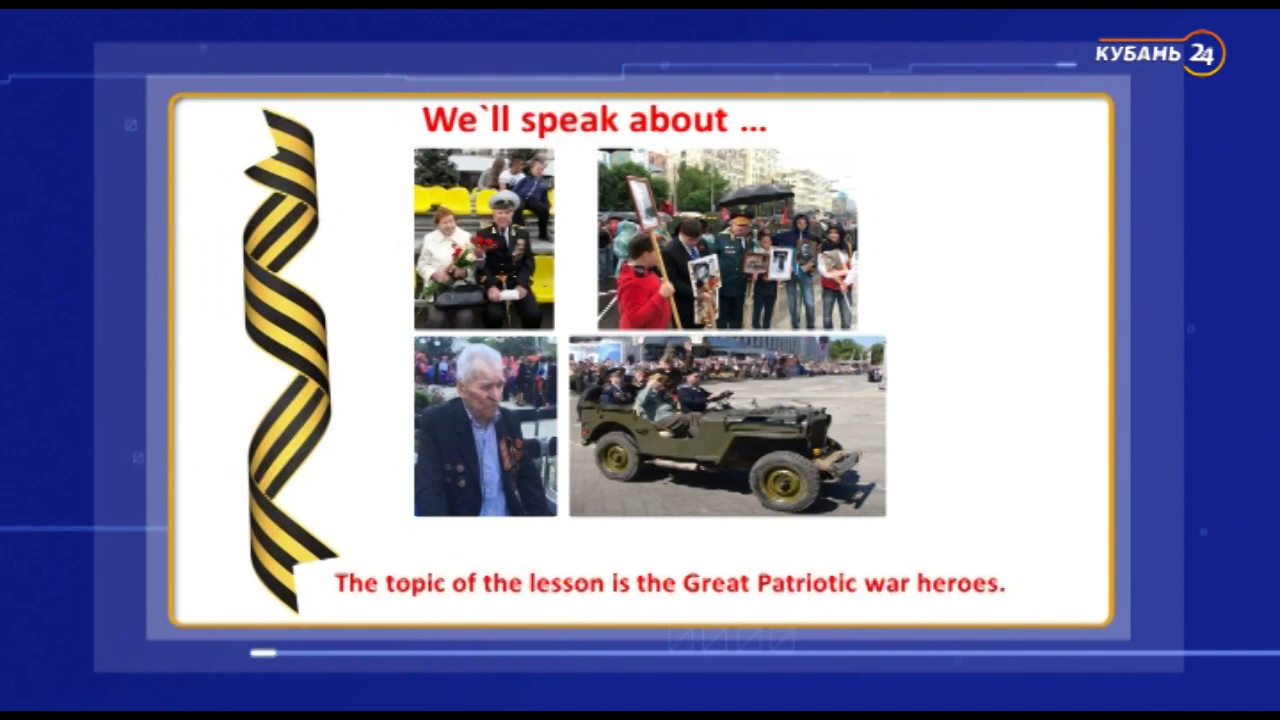 КУБАНЬ 24
We`ll speak about ...
The topic of the lesson is the Great Patriotic war heroes.